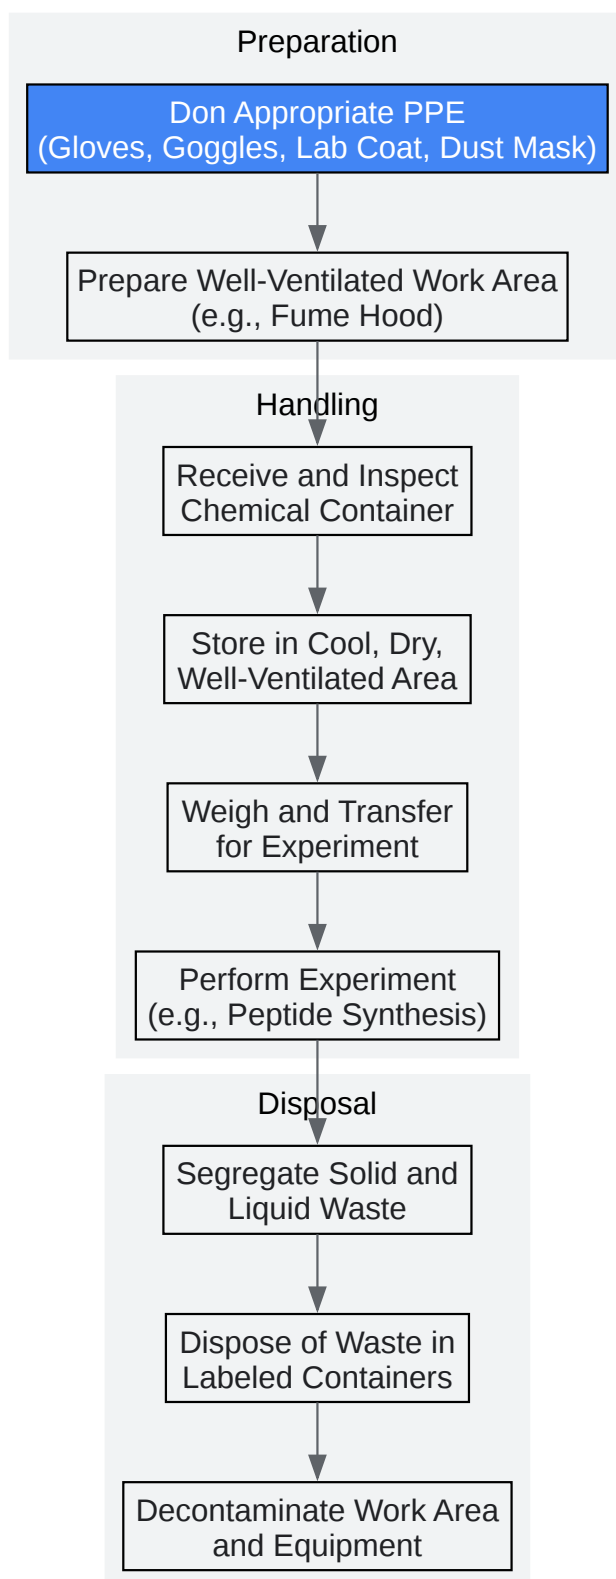 Preparation
Don Appropriate PPE
(Gloves, Goggles, Lab Coat, Dust Mask)
Prepare Well-Ventilated Work Area
(e.g., Fume Hood)
Handling
Receive and Inspect
Chemical Container
Store in Cool, Dry,
Well-Ventilated Area
Weigh and Transfer
for Experiment
Perform Experiment
(e.g., Peptide Synthesis)
Disposal
Segregate Solid and
Liquid Waste
Dispose of Waste in
Labeled Containers
Decontaminate Work Area
and Equipment